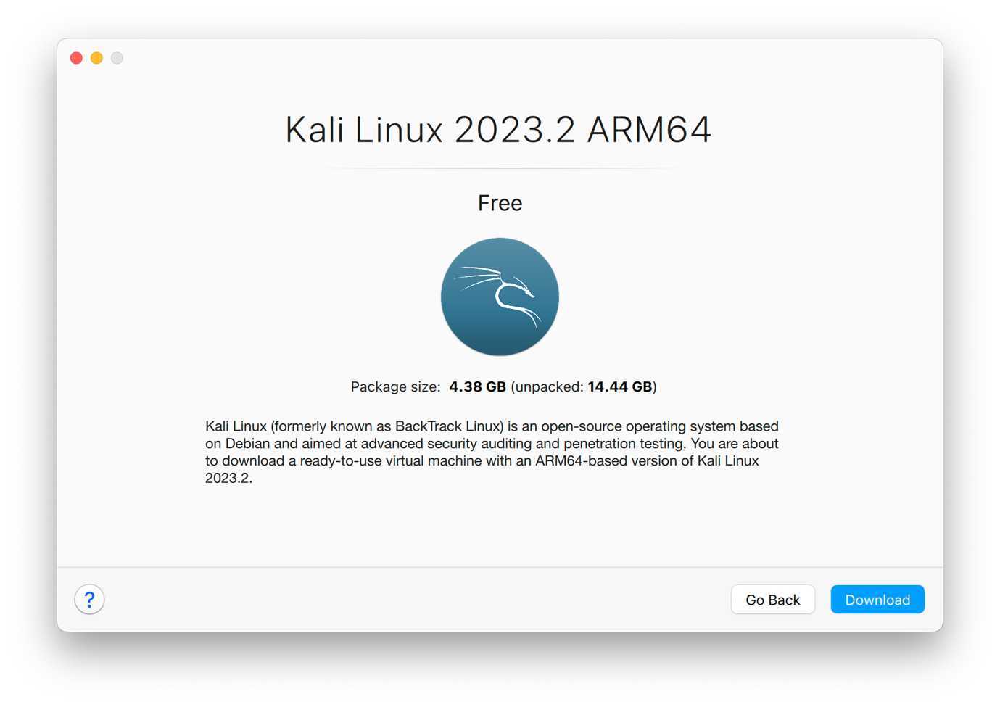 Kali Linux 2023.2 ARM64
Free
Package size: 4.38 GB (unpacked: 14.44 GB)
Kali Linux (formerly known as BackTrack Linux) is an open-source operating system based
on Debian and aimed at advanced security auditing and penetration testing. You are about
to download a ready-to-use virtual machine with an ARM64-based version of Kali Linux
2023.2.
?
Go Back
Download